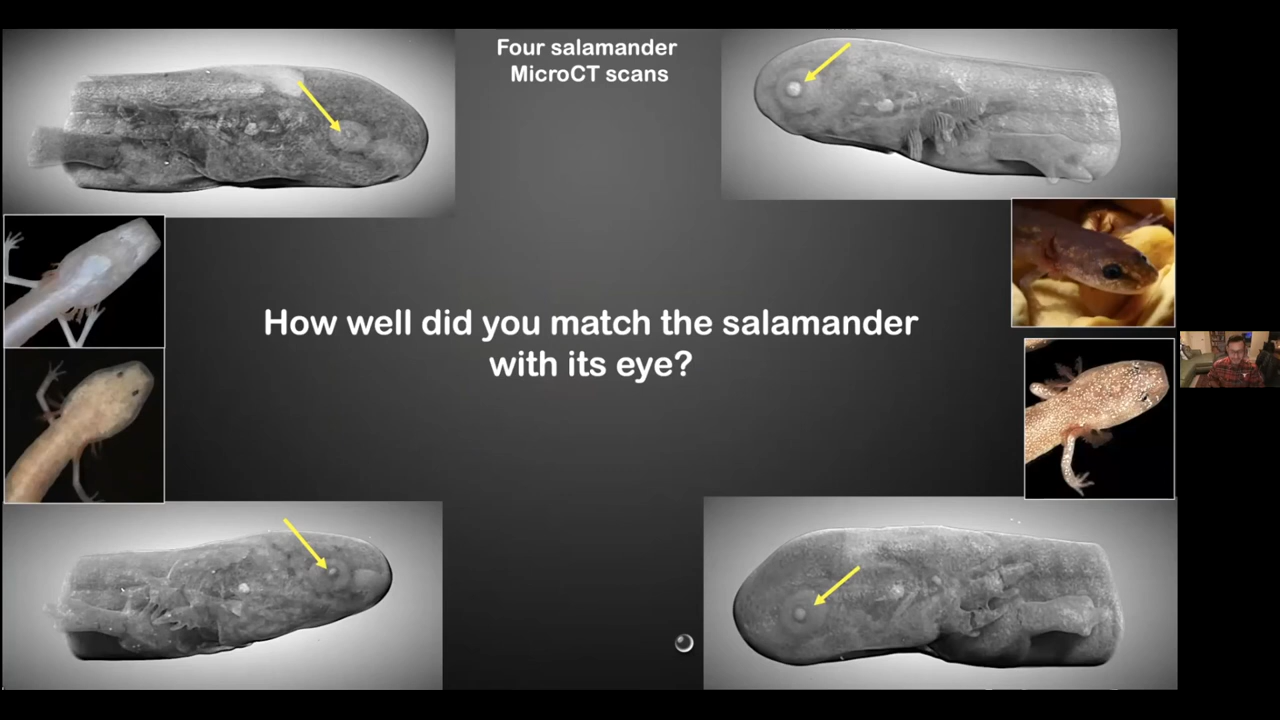 Four salamander
MicroCT scans
How well did you match the salamander
with its eye?